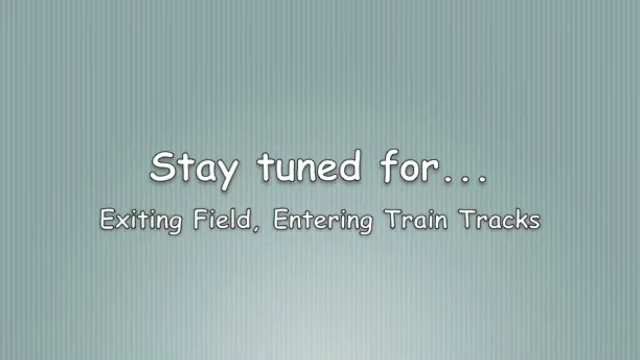 Stay tuned for...
Exiting Field, Entering Train Tracks